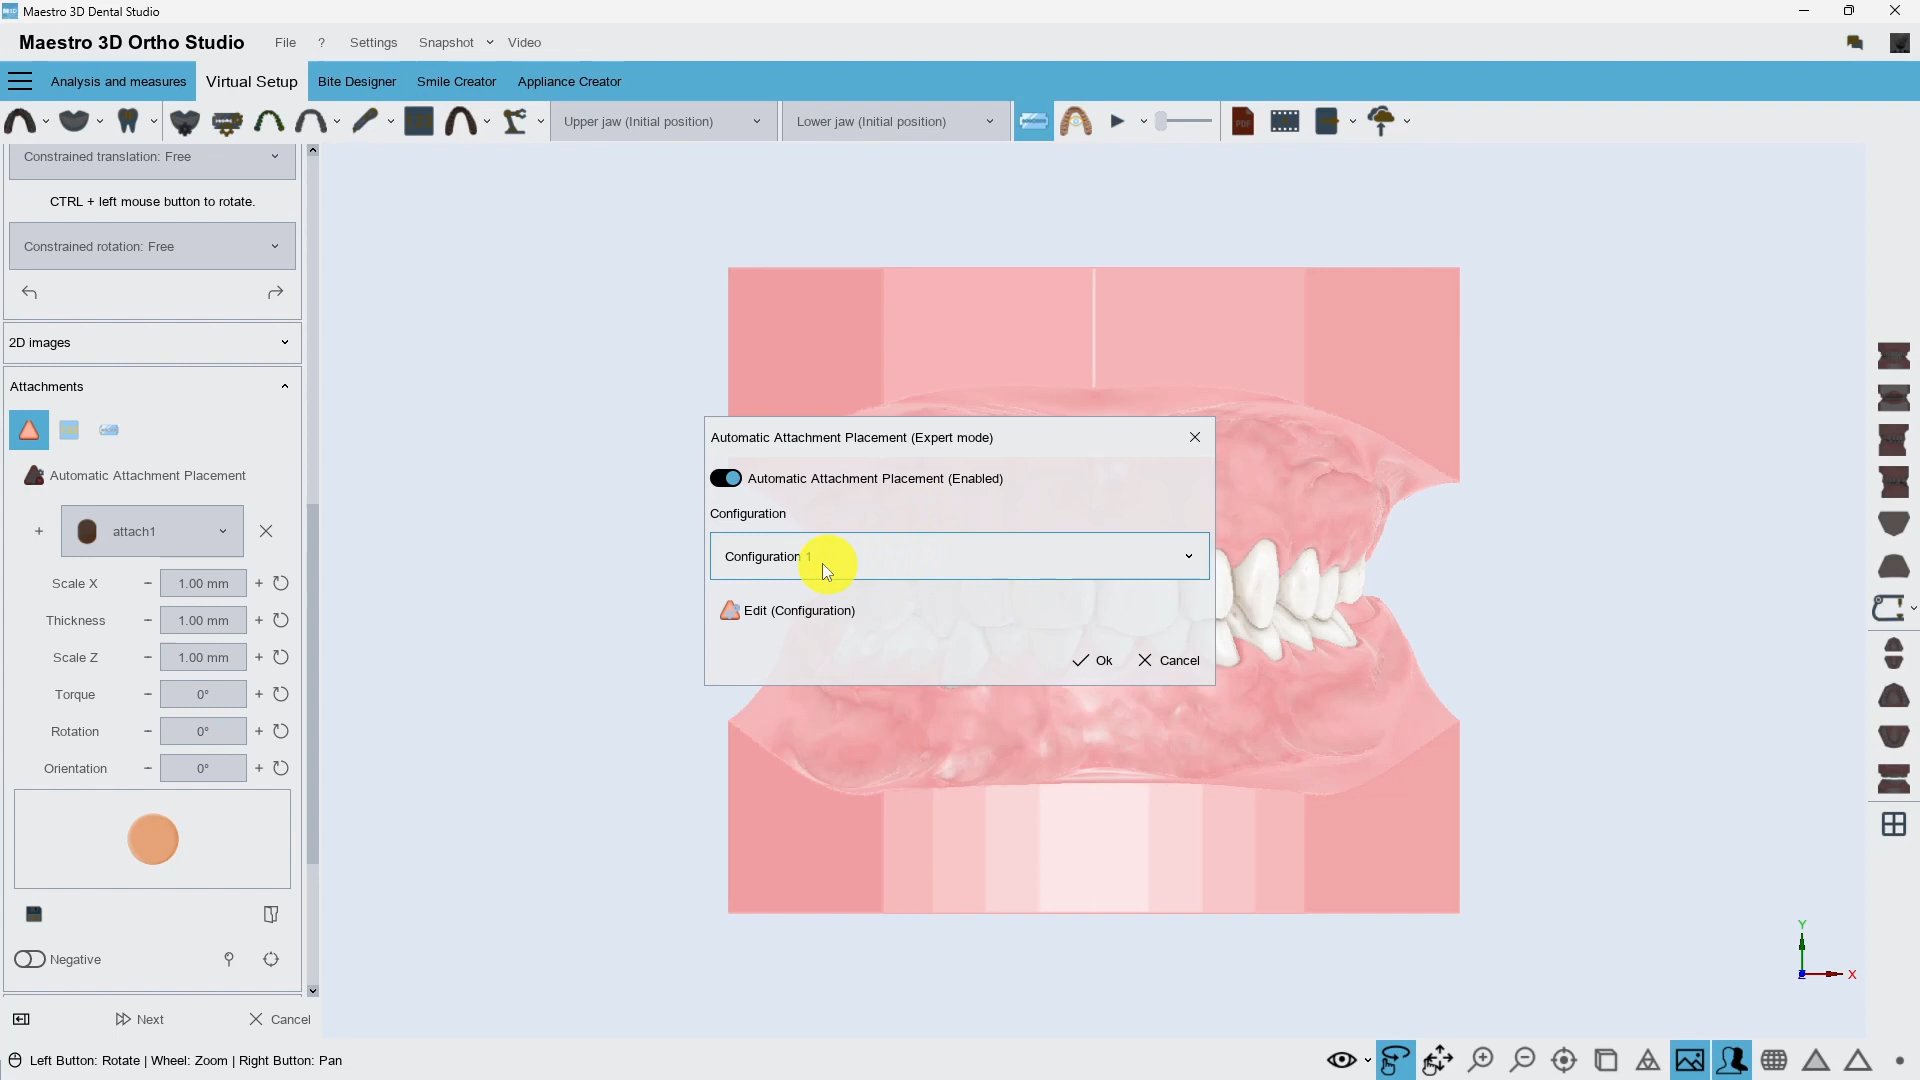 Maestro 3D Dental Studio
Maestro 3D Ortho Studio
File
?
Settings
Snapshot
Video
Analysis and measures
Virtual Setup
Bite Designer
Smile Creator
Appliance Creator
Upper jaw (Initial position)
Lower jaw (Initial position)
PDF
Constrained translation: Free
CTRL + left mouse button to rotate.
Constrained rotation: Free
2D images
Attachments
Automatic Attachment Placement
attach1
Scale X
1.00 mm
Thickness
1.00 mm
Scale Z
1.00 mm
Torque
0°
Rotation
0°
Orientation
0°
Negative
Next
Cancel
Automatic Attachment Placement (Expert mode)
Automatic Attachment Placement (Enabled)
Configuration
Configuration 1
Edit (Configuration)
Ok
Cancel
Y
X
Z
Left Button: Rotate | Wheel: Zoom | Right Button: Pan